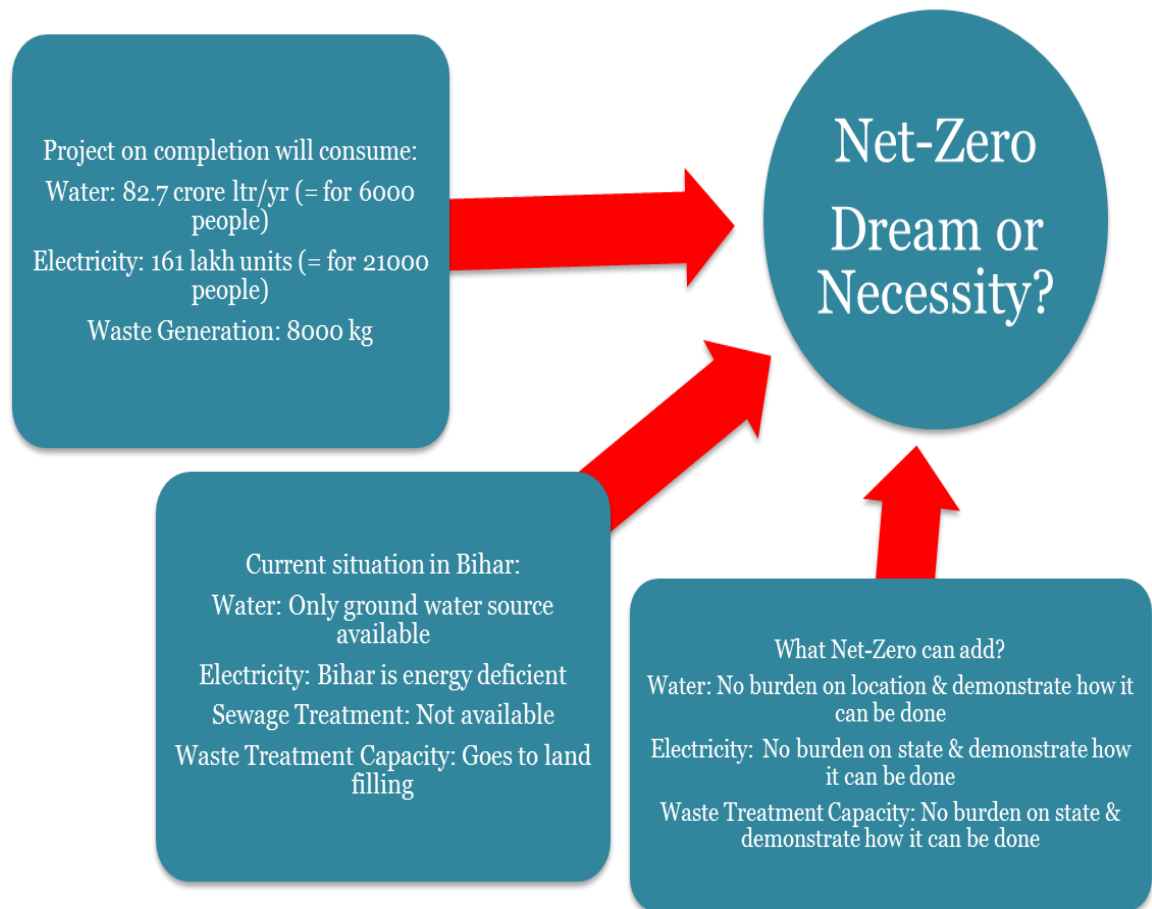 Project on completion will consume:
Water: 82.7 crore ltr/yr (= for 6000
people)
Electricity: 161 lakh units (= for 21000
people)
Waste Generation: 8000 kg
Net-Zero
Dream or
Necessity?
Current situation in Bihar:
Water: Only ground water source
available
Electricity: Bihar is energy deficient
Sewage Treatment: Not available
Waste Treatment Capacity: Goes to land
filling
What Net-Zero can add?
Water: No burden on location & demonstrate how it
can be done
Electricity: No burden on state & demonstrate how
it can be done
Waste Treatment Capacity: No burden on state &
demonstrate how it can be done